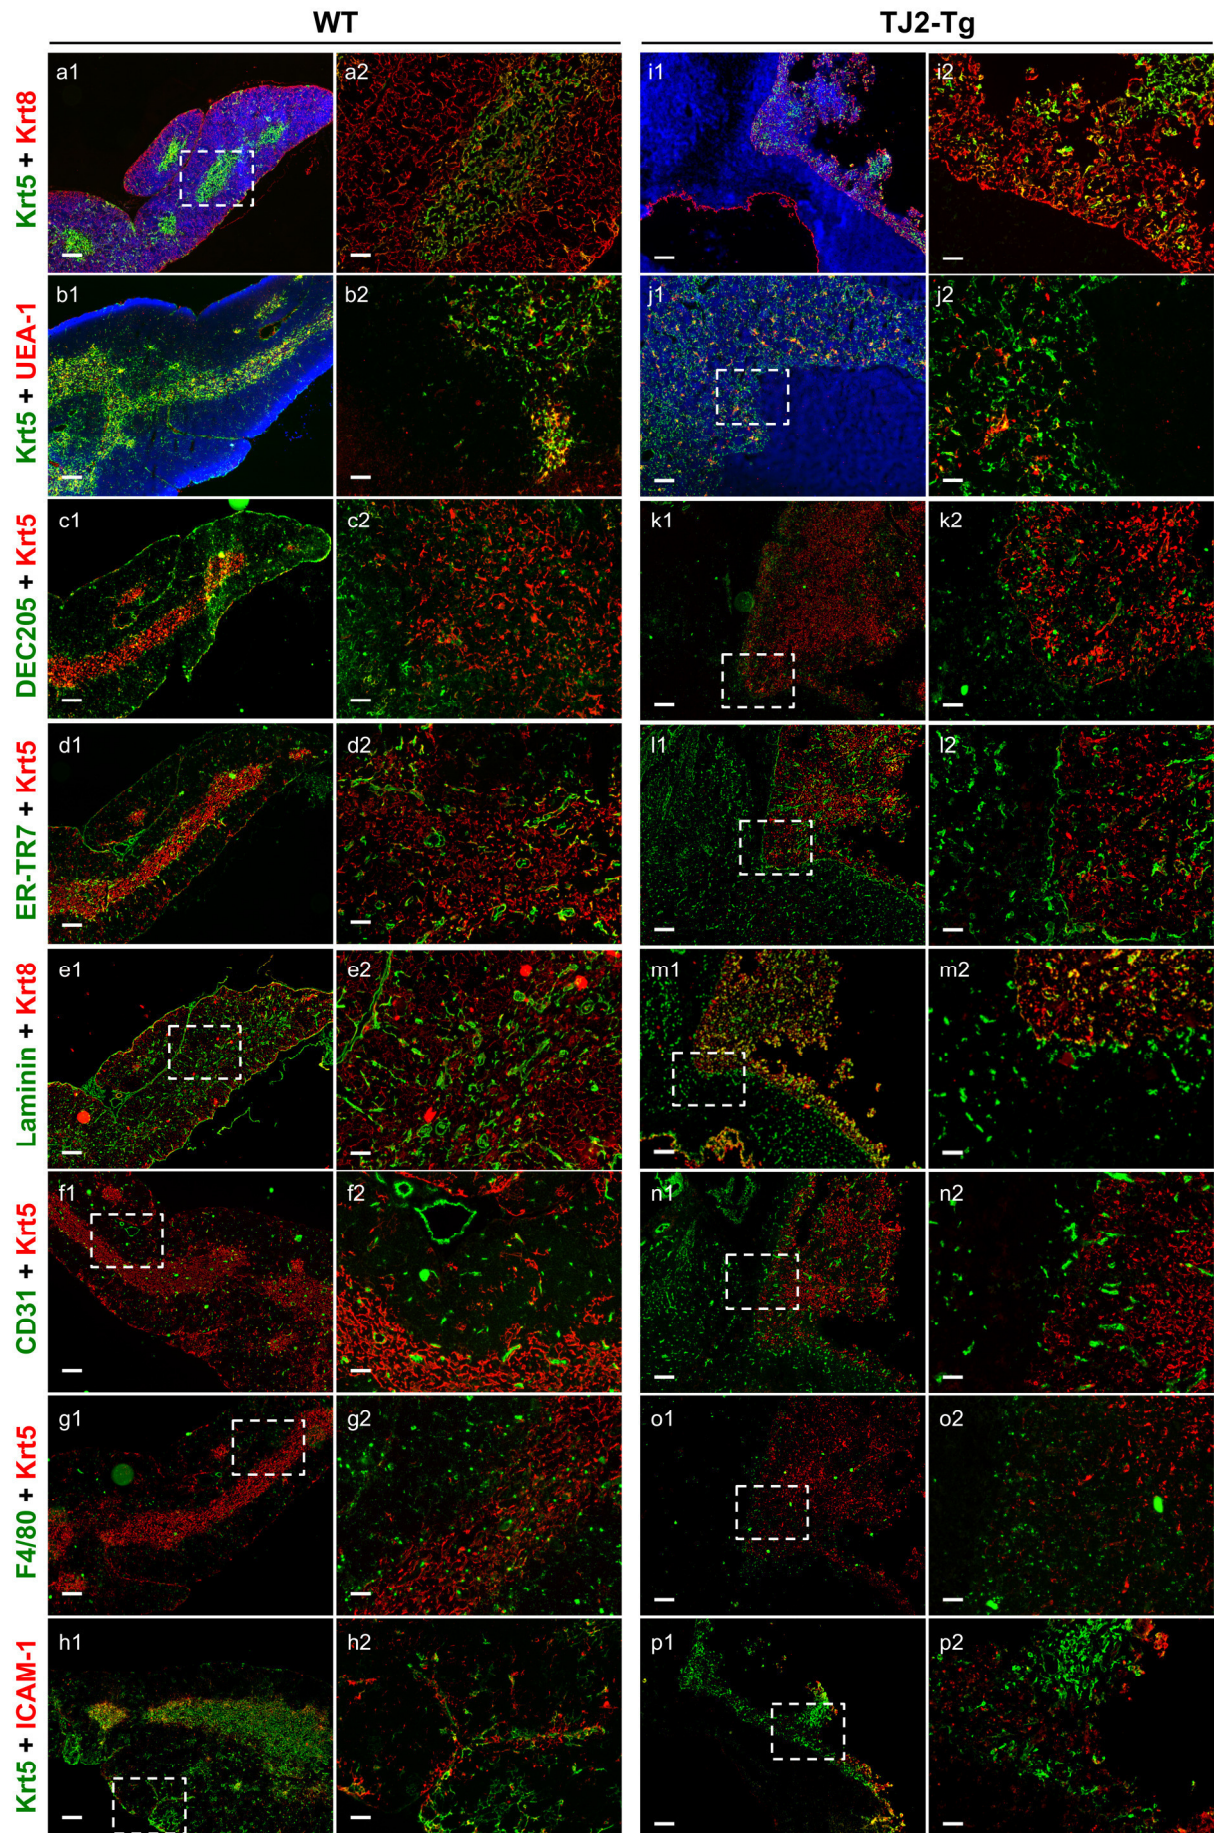 WT
TJ2-Tg
Krt5 + Krt8
a1
a2
i1
i2
Krt5 + UEA-1
b1
b2
j1
j2
DEC205 + Krt5
c1
c2
k1
k2
ER-TR7 + Krt5
d1
d2
l1
l2
Laminin + Krt8
e1
e2
m1
m2
CD31 + Krt5
f1
f2
n1
n2
F4/80 + Krt5
g1
g2
o1
o2
Krt5 + ICAM-1
h1
h2
p1
p2